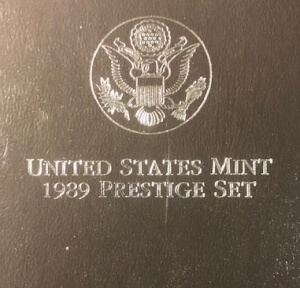 UNITED STATES MINT
1989 PRESTIGE SET